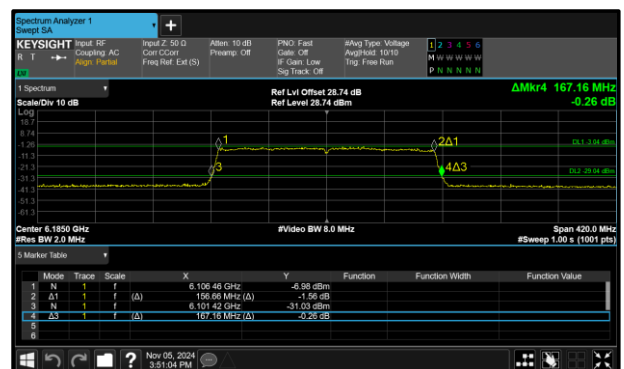 Spectrum Analyzer 1
Swept SA
KEYSIGHT Input: RF Input Z: 50 Ω Atten: 10 dB PNO: Fast #Avg Type: Voltage 1 2 3 4 5 6
R T Coupling: AC Corr CCorr Preamp: Off Gate: Off Avg|Hold: 10/10 M W W W W W
Align: Partial Freq Ref: Ext (S) IF Gain: Low Trig: Free Run
Sig Track: Off P N N N N N
1 Spectrum Ref Lvl Offset 28.74 dB ΔMkr4 167.16 MHz
Scale/Div 10 dB Ref Level 28.74 dBm -0.26 dB
Log
18.7
8.74
-1.26 1 2Δ1 DL1 -3.04 dBm
-11.3
-21.3 3 4Δ3 DL2 -29.04 dBm
-31.3
-41.3
-51.3
-61.3
Center 6.1850 GHz #Video BW 8.0 MHz Span 420.0 MHz
#Res BW 2.0 MHz #Sweep 1.00 s (1001 pts)
5 Marker Table
Mode Trace Scale X Y Function Function Width Function Value
1 N 1 f 6.106 46 GHz -6.98 dBm
2 Δ1 1 f (Δ) 156.66 MHz (Δ) -1.56 dB
3 N 1 f 6.101 42 GHz -31.03 dBm
4 Δ3 1 f (Δ) 167.16 MHz (Δ) -0.26 dB
5
6
? Nov 05, 2024
3:51:04 PM